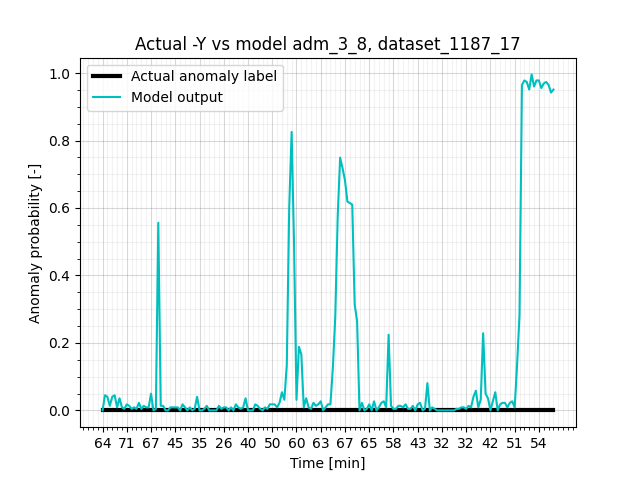 Actual -Y vs model adm_3_8, dataset_1187_17
Actual anomaly label
Model output
Anomaly probability [-]
1.0
0.8
0.6
0.4
0.2
0.0
64 71 67 45 35 26 40 50 60 63 67 65 58 43 32 32 42 51 54
Time [min]